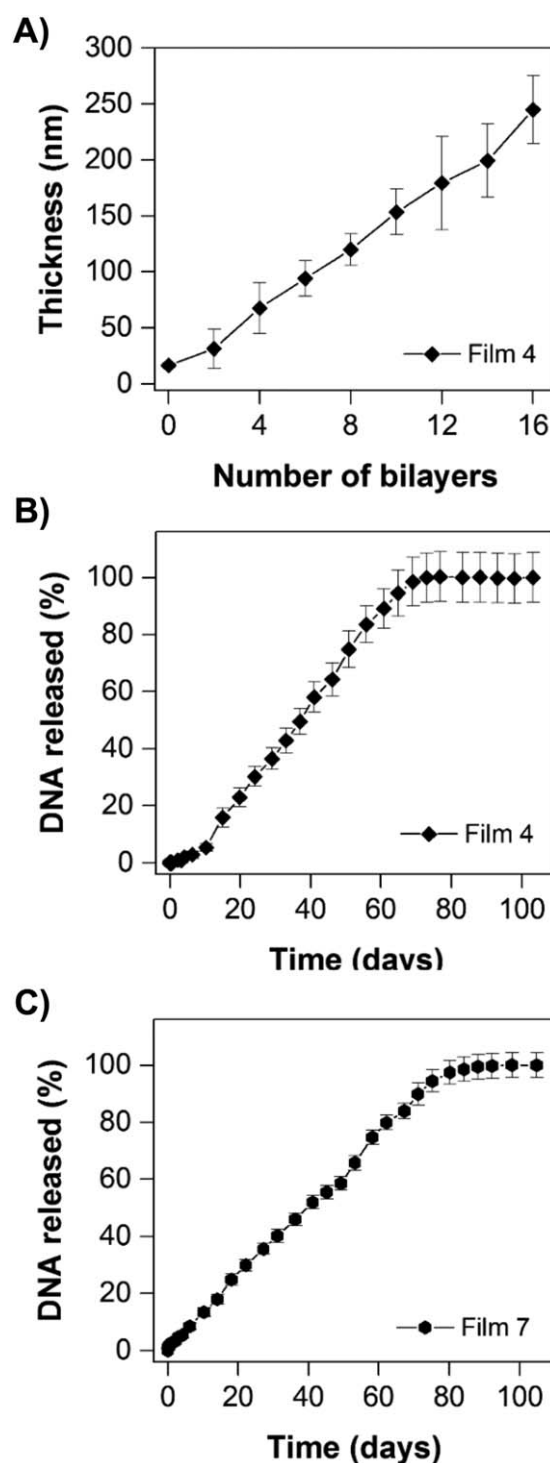 A)
Thickness (nm)
300
250
200
150
100
50
0
Film 4
0 4 8 12 16
Number of bilayers
B)
DNA released (%)
100
80
60
40
20
0
Film 4
0 20 40 60 80 100
Time (days)
C)
DNA released (%)
100
80
60
40
20
0
Film 7
0 20 40 60 80 100
Time (days)